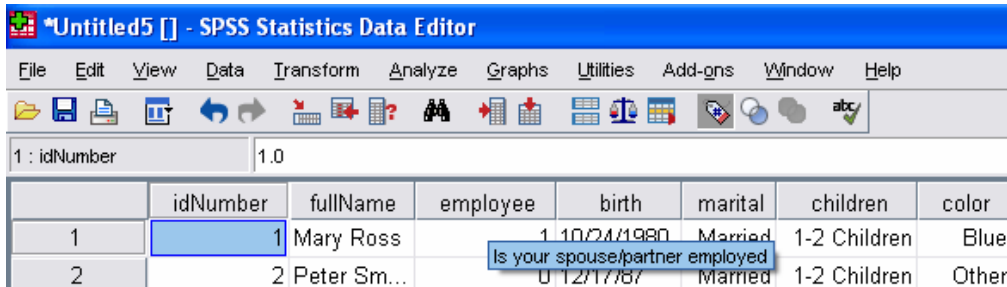 *Untitled5 [] - SPSS Statistics Data Editor
File Edit View Data Transform Analyze Graphs Utilities Add-ons Window Help
1 : idNumber 1.0
idNumber fullName employee birth marital children color
1 1 Mary Ross 1 10/24/1980 Married 1-2 Children Blue
Is your spouse/partner employed
2 2 Peter Sm... 0 12/17/87 Married 1-2 Children Other